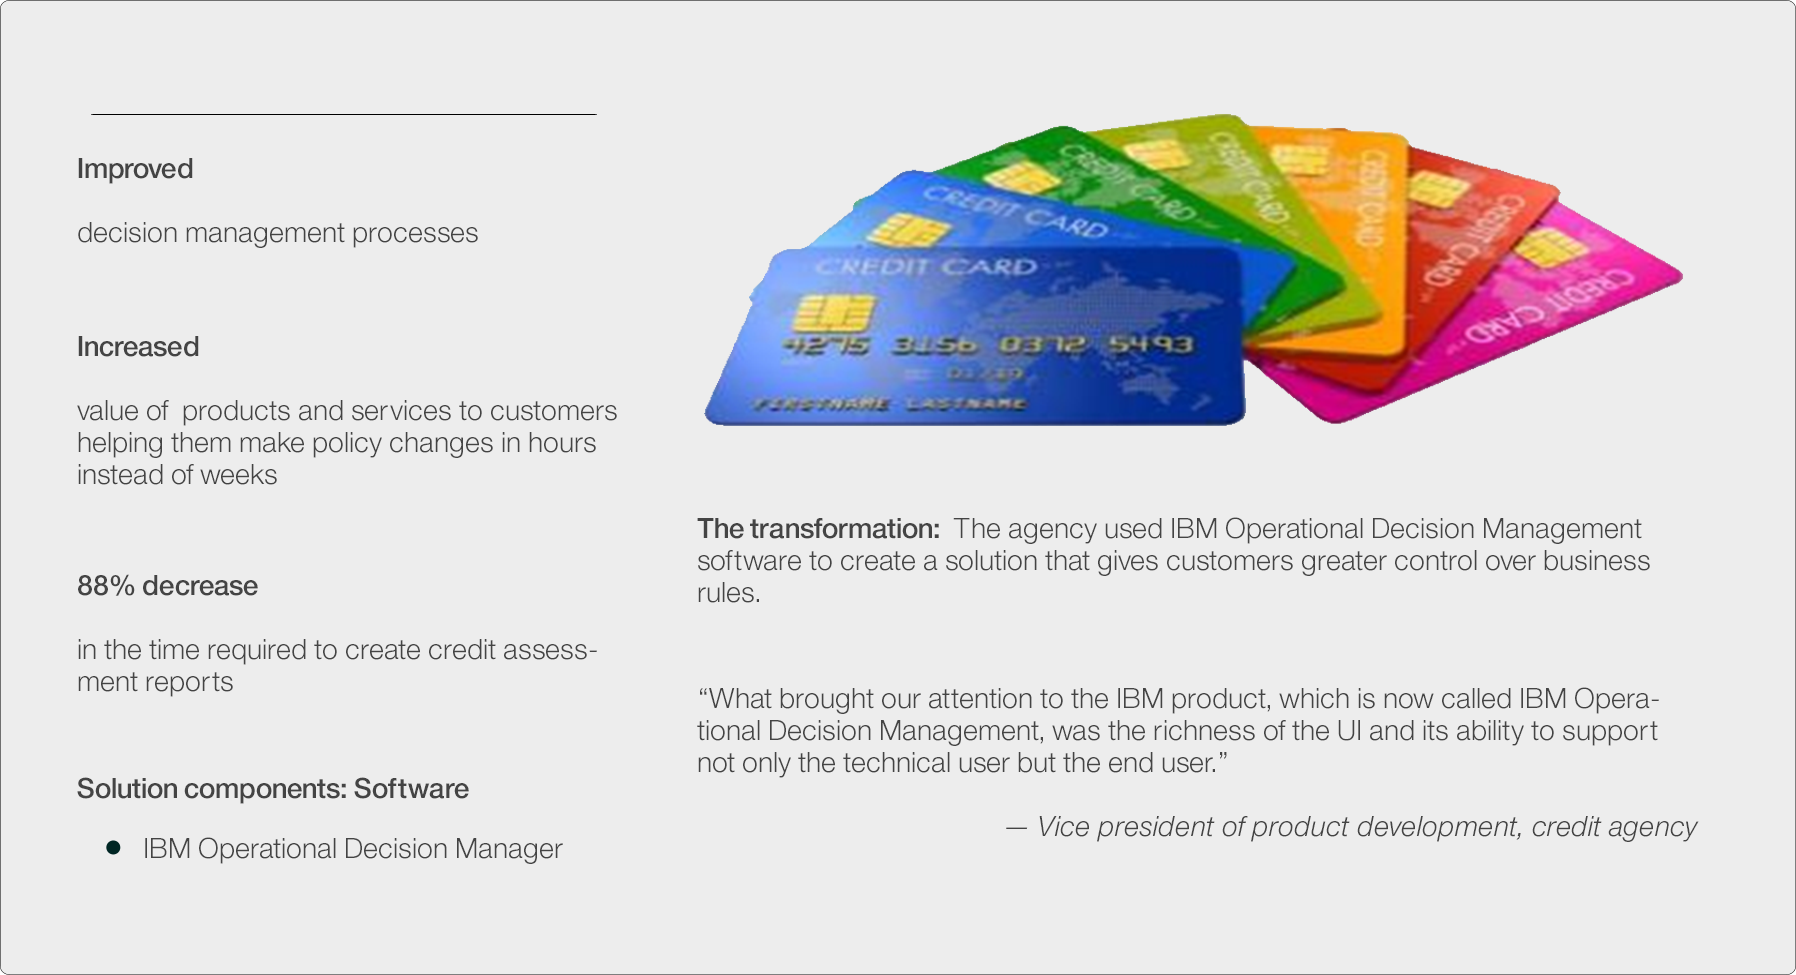 Improved
decision management processes
Increased
value of  products and services to customers
helping them make policy changes in hours
instead of weeks
88% decrease
in the time required to create credit assess-
ment reports
Solution components: Software
● IBM Operational Decision Manager
CREDIT CARD
CREDIT CARD
CREDIT CARD
CREDIT CARD
CREDIT CARD
CREDIT CARD
CREDIT CARD
4275 3156 0372 5493
FIRSTNAME LASTNAME
The transformation:  The agency used IBM Operational Decision Management
software to create a solution that gives customers greater control over business
rules.
“What brought our attention to the IBM product, which is now called IBM Opera-
tional Decision Management, was the richness of the UI and its ability to support
not only the technical user but the end user.”
— Vice president of product development, credit agency